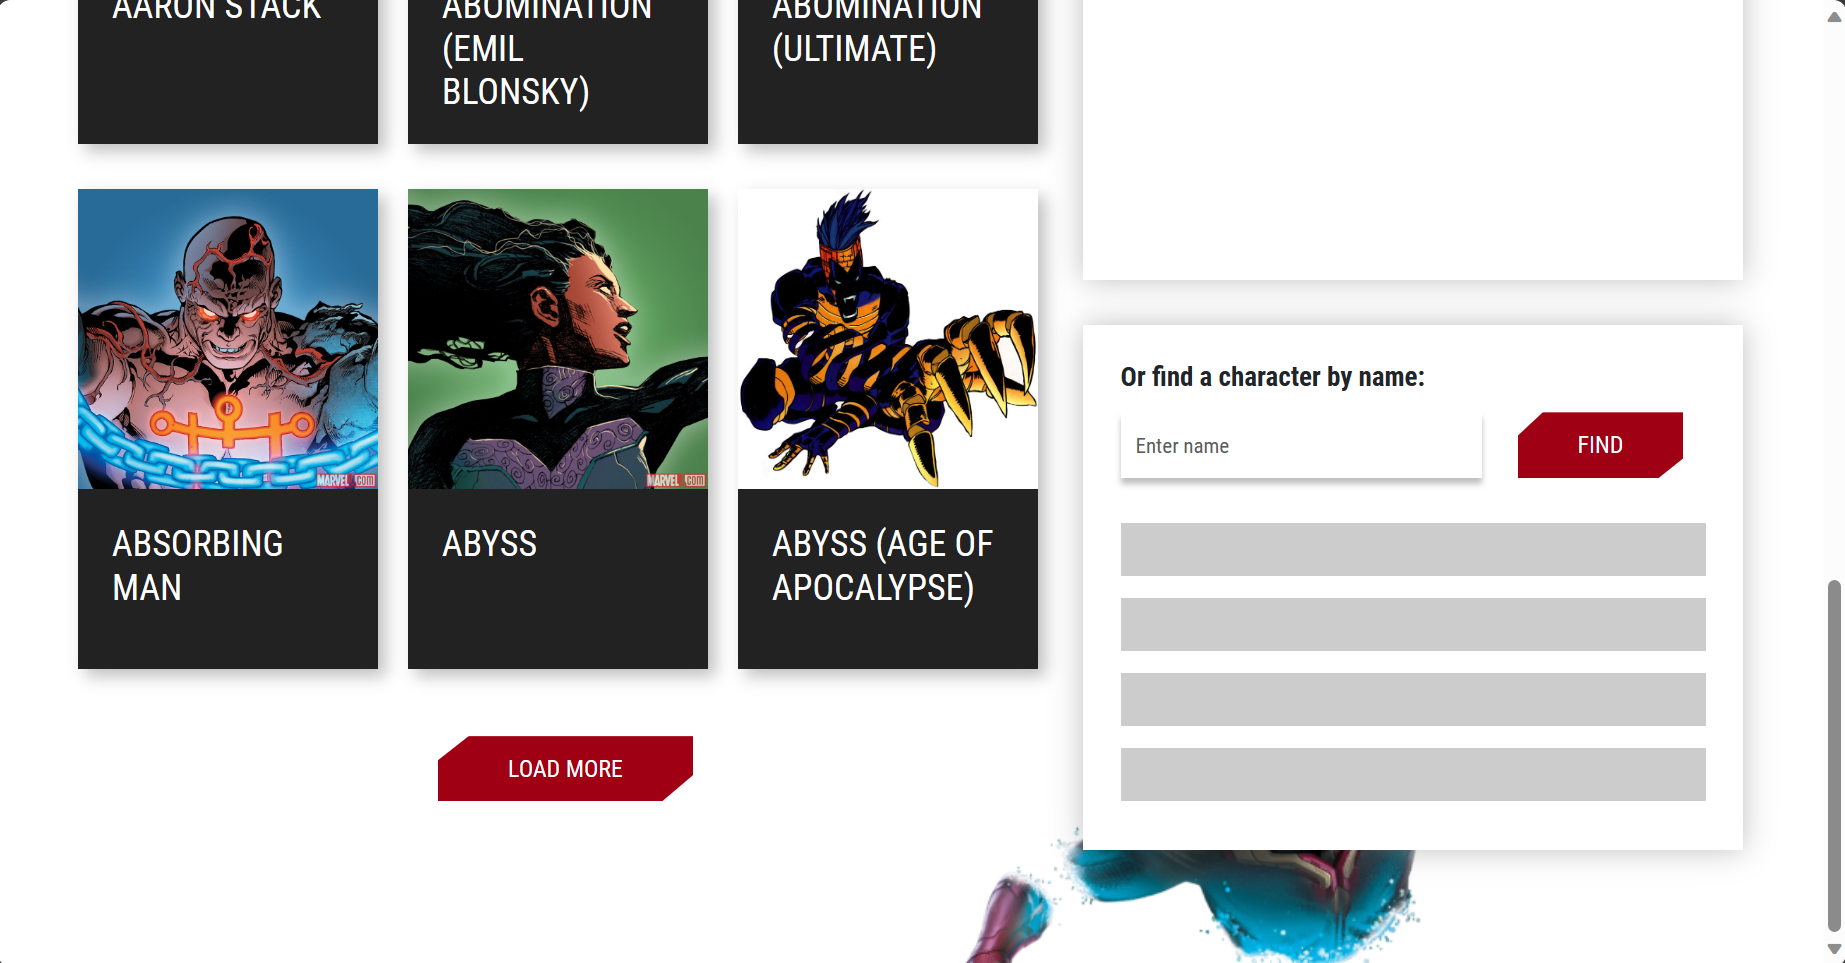 AARON STACK
ABOMINATION
(EMIL
BLONSKY)
ABOMINATION
(ULTIMATE)
MARVEL.com
MARVEL.com
ABSORBING
MAN
ABYSS
ABYSS (AGE OF
APOCALYPSE)
LOAD MORE
Or find a character by name:
Enter name
FIND